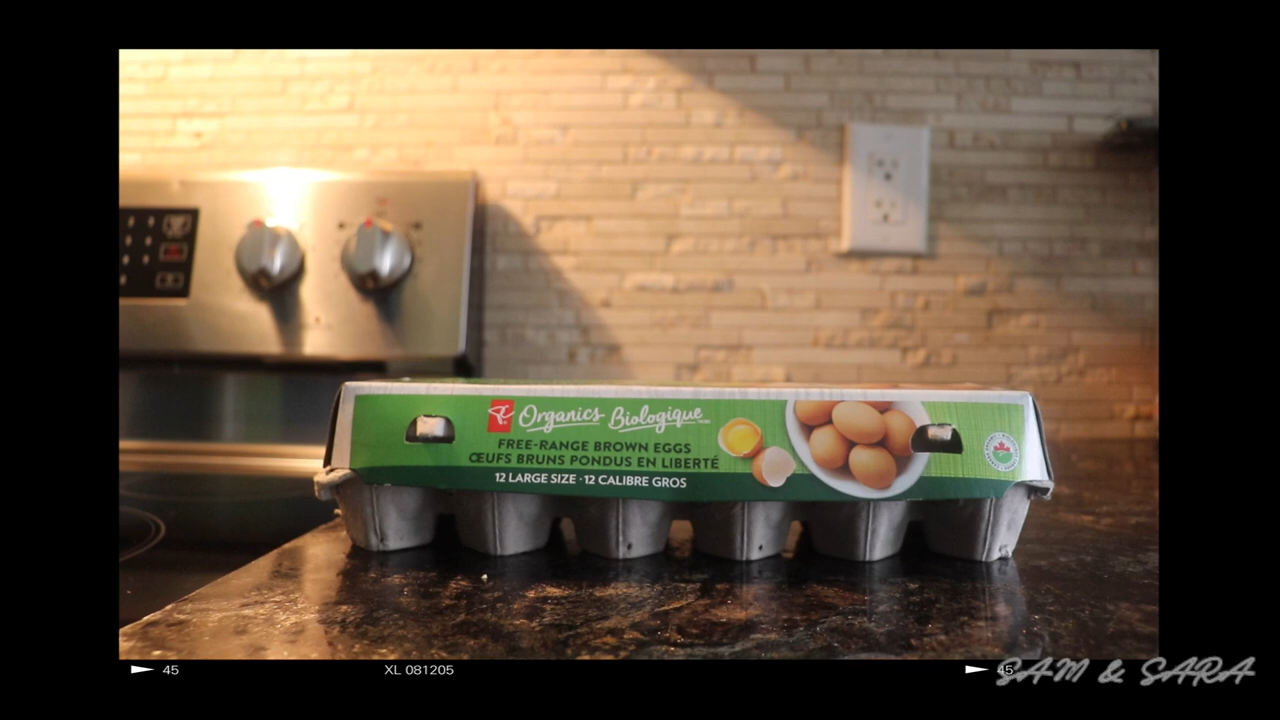 Organics Biologique
FREE-RANGE BROWN EGGS
ŒUFS BRUNS PONDUS EN LIBERTÉ
12 LARGE SIZE · 12 CALIBRE GROS
45
XL 081205
45
SAM & SARA